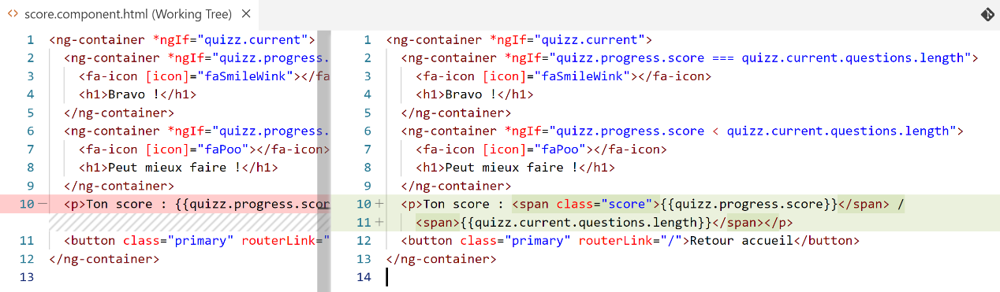 score.component.html (Working Tree)
1 <ng-container *ngIf="quizz.current">
2 <ng-container *ngIf="quizz.progress.
3 <fa-icon [icon]="faSmileWink"></fa
4 <h1>Bravo !</h1>
5 </ng-container>
6 <ng-container *ngIf="quizz.progress.
7 <fa-icon [icon]="faPoo"></fa-icon>
8 <h1>Peut mieux faire !</h1>
9 </ng-container>
10 — <p>Ton score : {{quizz.progress.scor
11 <button class="primary" routerLink="
12 </ng-container>
13
1 <ng-container *ngIf="quizz.current">
2 <ng-container *ngIf="quizz.progress.score === quizz.current.questions.length">
3 <fa-icon [icon]="faSmileWink"></fa-icon>
4 <h1>Bravo !</h1>
5 </ng-container>
6 <ng-container *ngIf="quizz.progress.score < quizz.current.questions.length">
7 <fa-icon [icon]="faPoo"></fa-icon>
8 <h1>Peut mieux faire !</h1>
9 </ng-container>
10 + <p>Ton score : <span class="score">{{quizz.progress.score}}</span> /
11 + <span>{{quizz.current.questions.length}}</span></p>
12 <button class="primary" routerLink="/">Retour accueil</button>
13 </ng-container>
14